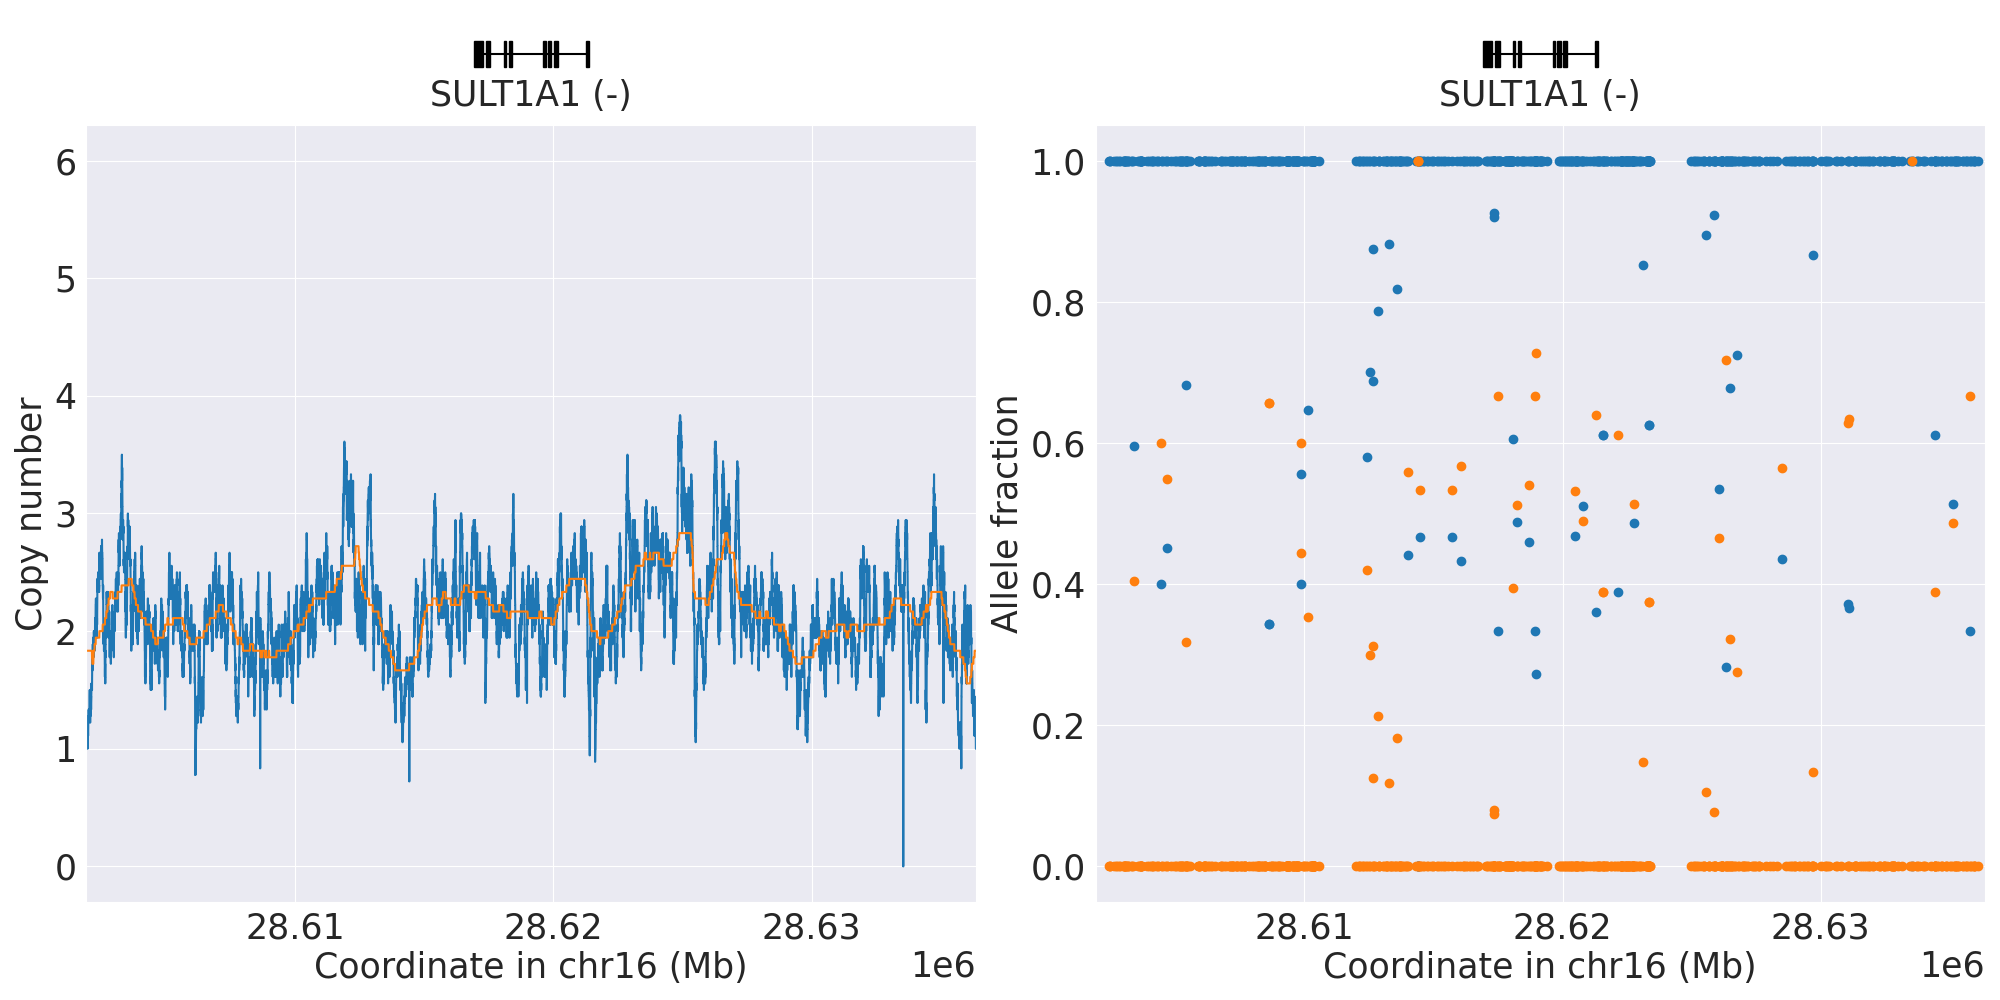 SULT1A1 (-)
Copy number
6
5
4
3
2
1
0
28.61
28.62
28.63
Coordinate in chr16 (Mb)
1e6
SULT1A1 (-)
Allele fraction
1.0
0.8
0.6
0.4
0.2
0.0
28.61
28.62
28.63
Coordinate in chr16 (Mb)
1e6